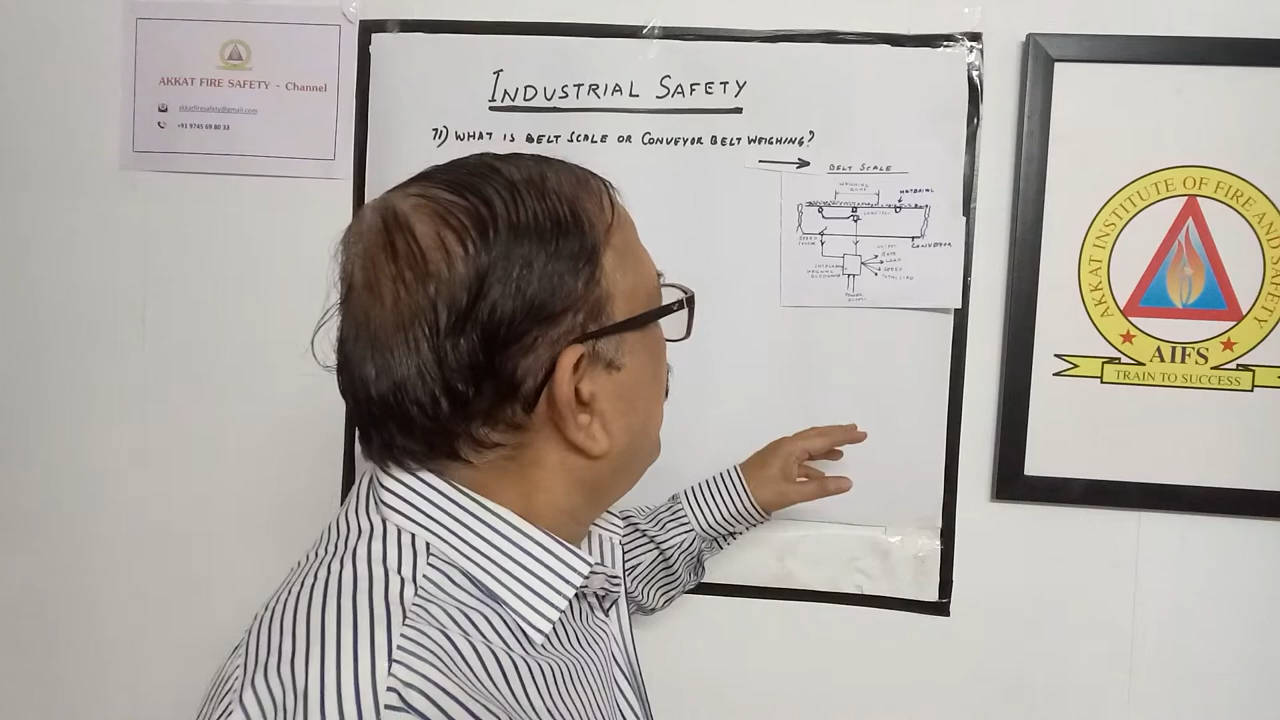 AKKAT FIRE SAFETY - Channel
akkatfiresafety@gmail.com
+91 9745 69 80 33
INDUSTRIAL SAFETY
71) WHAT IS BELT SCALE OR CONVEYOR BELT WEIGHING?
BELT SCALE
WEIGHING
ZONE
MATERIAL
LOAD CELL
SPEED
SENSOR
CONVEYOR
OUTPUT
RATE
LOAD
SPEED
TOTAL LOAD
POWER
SUPPLY
AKKAT INSTITUTE OF FIRE AND SAFETY
AIFS
TRAIN TO SUCCESS